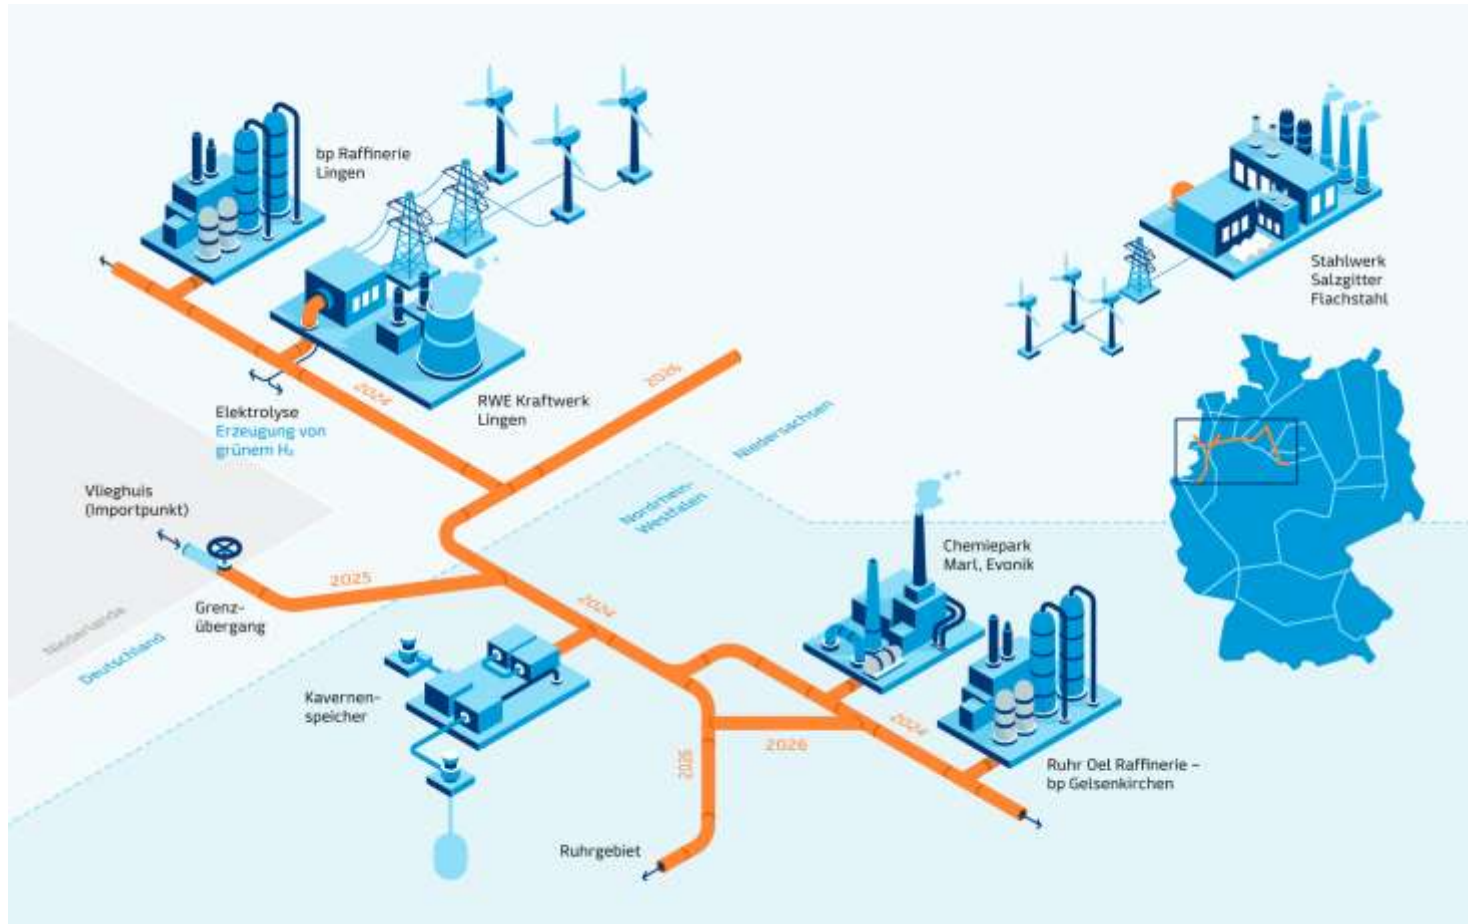 bp Raffinerie
Lingen
Stahlwerk
Salzgitter
Flachstahl
2024
2026
RWE Kraftwerk
Lingen
Elektrolyse
Erzeugung von
grünem H₂
Niedersachsen
Nordrhein-
Westfalen
Vlieghuis
(Importpunkt)
2025
Grenz-
übergang
Niederlande
Deutschland
2024
Chemiepark
Marl, Evonik
Kavernen-
speicher
2024
2026
2026
Ruhr Oel Raffinerie –
bp Gelsenkirchen
Ruhrgebiet